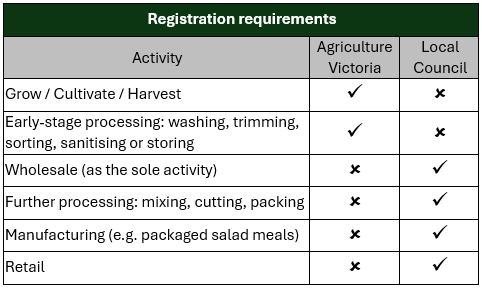 Registration requirements
Activity
Agriculture
Victoria
Local
Council
Grow / Cultivate / Harvest ✓ ×
Early-stage processing: washing, trimming,
sorting, sanitising or storing ✓ ×
Wholesale (as the sole activity) × ✓
Further processing: mixing, cutting, packing × ✓
Manufacturing (e.g. packaged salad meals) × ✓
Retail × ✓